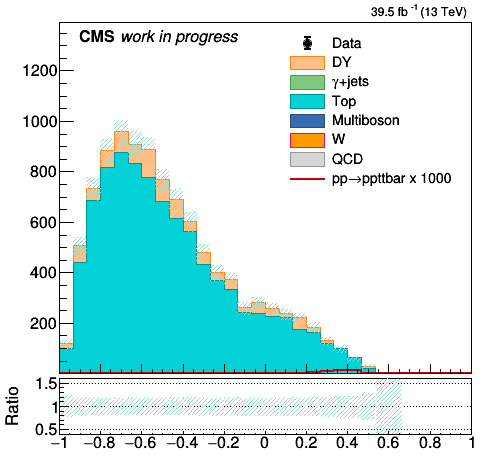 39.5 fb⁻¹ (13 TeV)
CMS work in progress
Data
DY
γ+jets
Top
Multiboson
W
QCD
pp→ppttbar x 1000
1200
1000
800
600
400
200
Ratio
1.5
1
0.5
−1 −0.8 −0.6 −0.4 −0.2 0 0.2 0.4 0.6 0.8 1